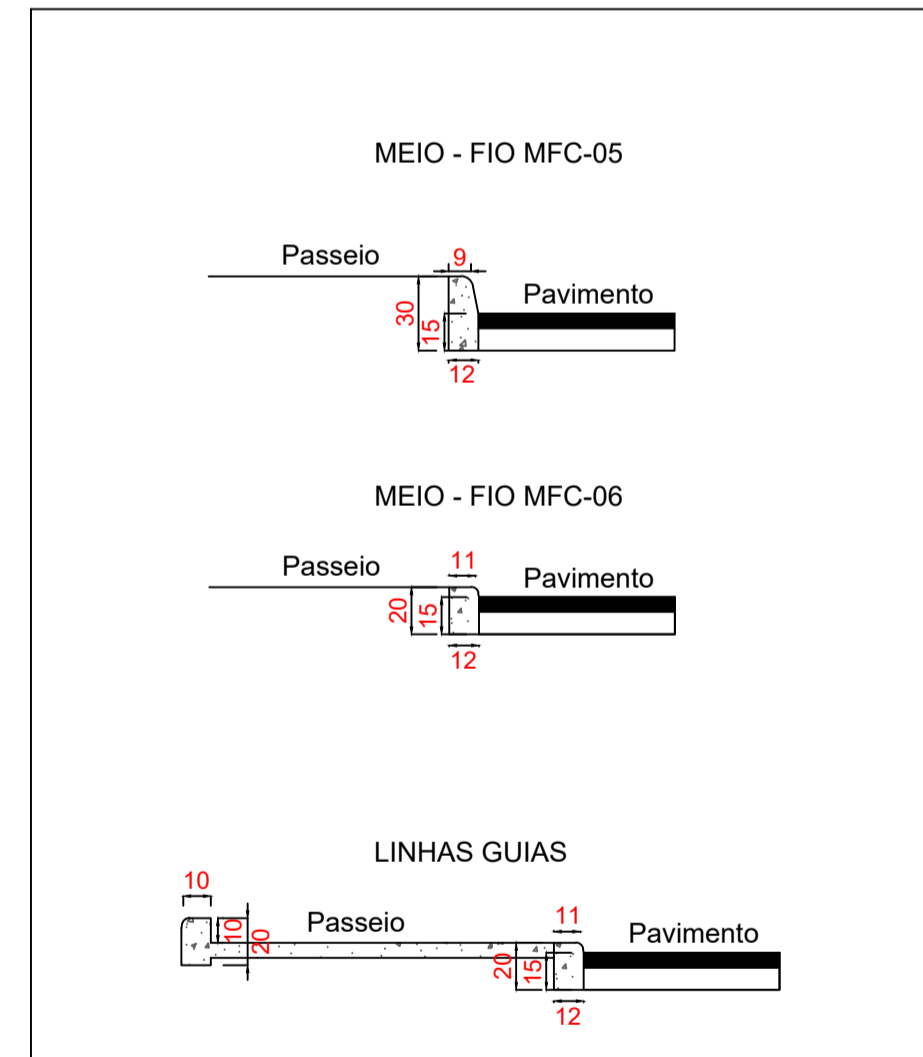 MEIO - FIO MFC-05
Passeio
9
Pavimento
30
15
12
MEIO - FIO MFC-06
Passeio
11
Pavimento
20
15
12
LINHAS GUIAS
10
Passeio
11
Pavimento
10
20
20
15
12